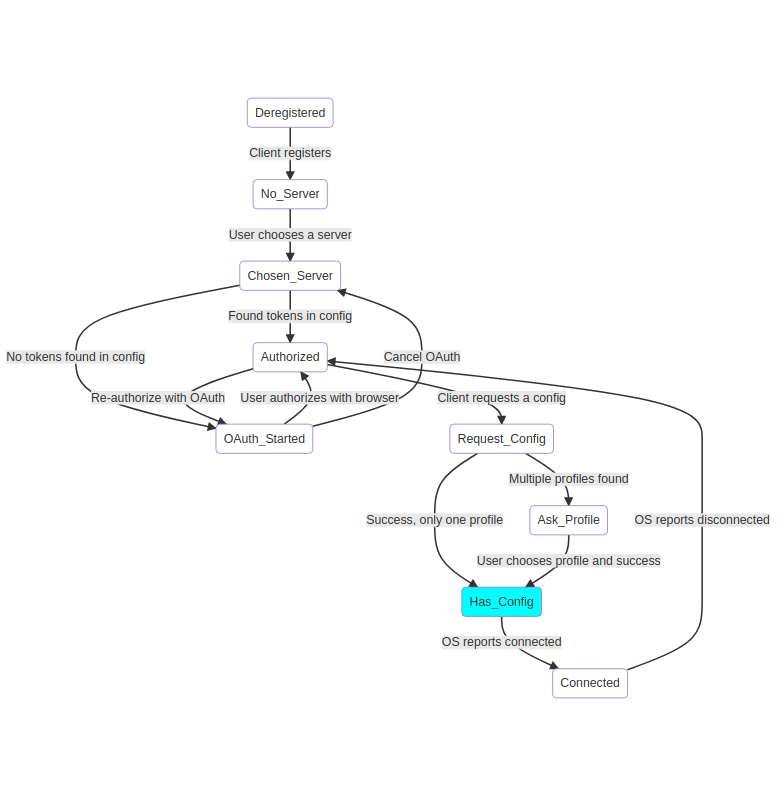 Deregistered
Client registers
No_Server
User chooses a server
Chosen_Server
Found tokens in config
No tokens found in config
Authorized
Cancel OAuth
Re-authorize with OAuth
User authorizes with browser
Client requests a config
OAuth_Started
Request_Config
Multiple profiles found
Success, only one profile
Ask_Profile
OS reports disconnected
User chooses profile and success
Has_Config
OS reports connected
Connected